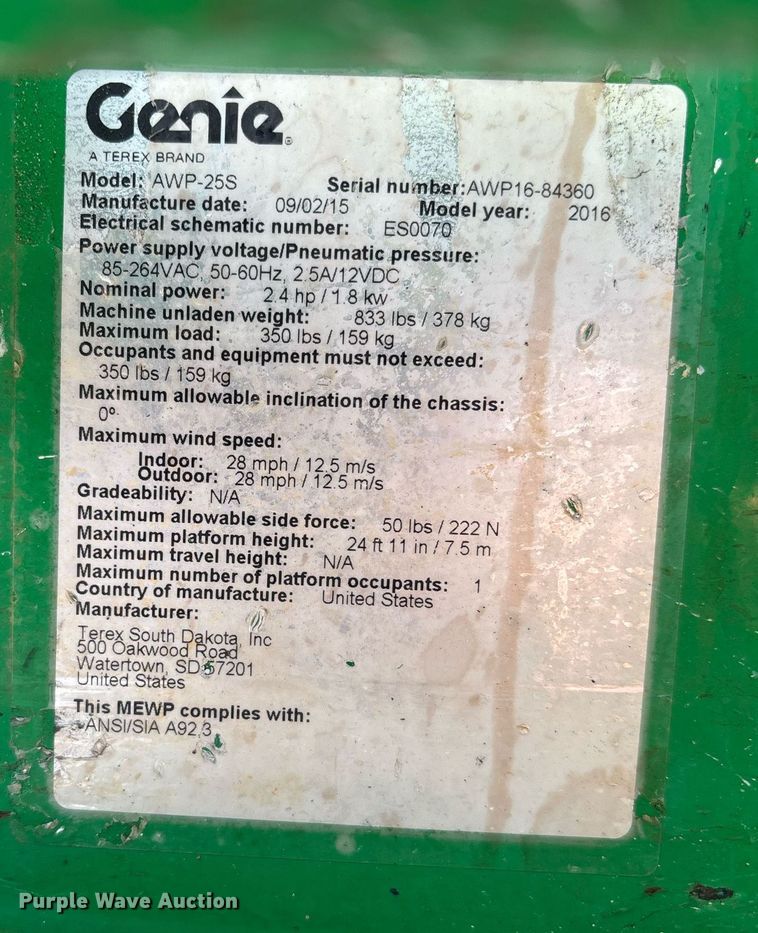 Genie®
A TEREX BRAND
Model: AWP-25S Serial number: AWP16-84360
Manufacture date: 09/02/15 Model year: 2016
Electrical schematic number: ES0070
Power supply voltage/Pneumatic pressure:
85-264VAC, 50-60Hz, 2.5A/12VDC
Nominal power: 2.4 hp / 1.8 kw
Machine unladen weight: 833 lbs / 378 kg
Maximum load: 350 lbs / 159 kg
Occupants and equipment must not exceed:
350 lbs / 159 kg
Maximum allowable inclination of the chassis:
0°
Maximum wind speed:
Indoor: 28 mph / 12.5 m/s
Outdoor: 28 mph / 12.5 m/s
Gradeability: N/A
Maximum allowable side force: 50 lbs / 222 N
Maximum platform height: 24 ft 11 in / 7.5 m
Maximum travel height: N/A
Maximum number of platform occupants: 1
Country of manufacture: United States
Manufacturer:
Terex South Dakota, Inc
500 Oakwood Road
Watertown, SD 57201
United States
This MEWP complies with:
ANSI/SIA A92.3
Purple Wave Auction